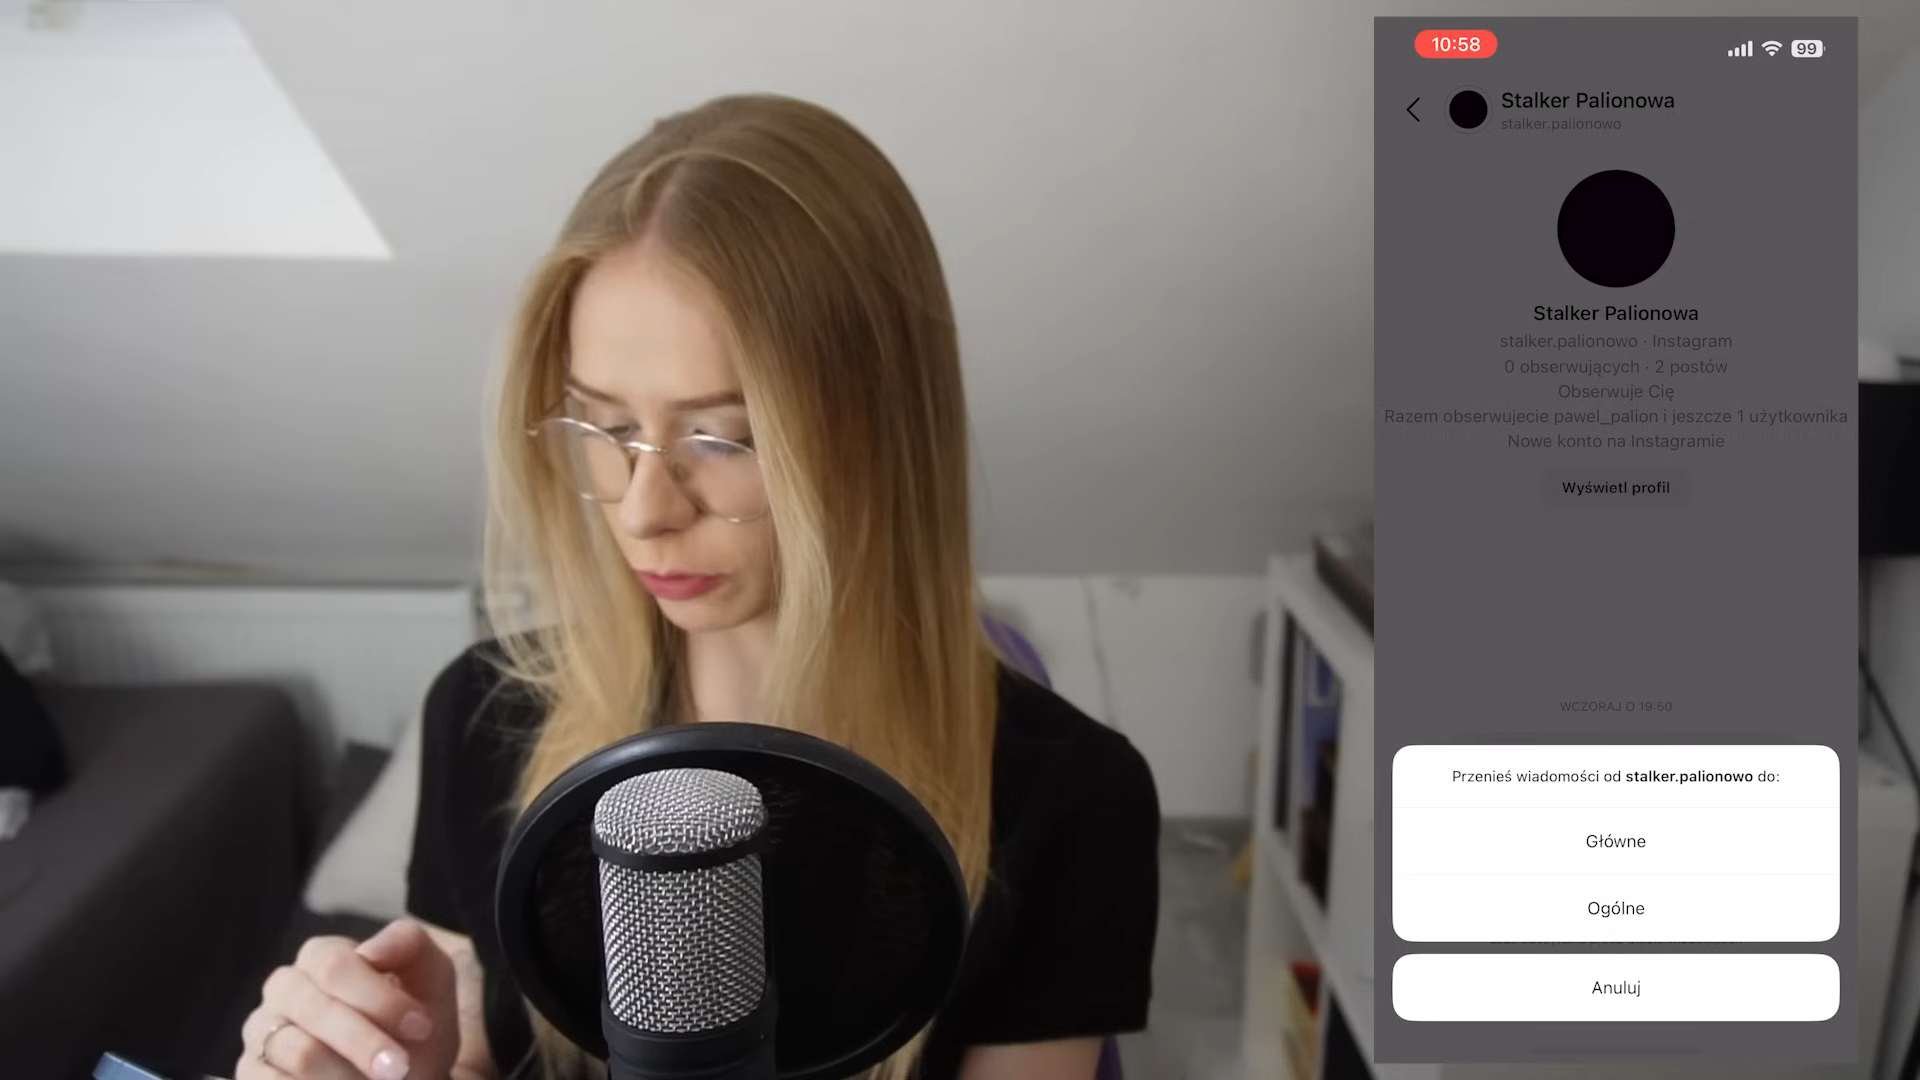 10:58
99
Stalker Palionowa
stalker.palionowo
Stalker Palionowa
stalker.palionowo · Instagram
0 obserwujących · 2 postów
Obserwuje Cię
Razem obserwujecie pawel_palion i jeszcze 1 użytkownika
Nowe konto na Instagramie
Wyświetl profil
WCZORAJ O 19:50
Przenieś wiadomości od stalker.palionowo do:
Główne
Ogólne
Anuluj